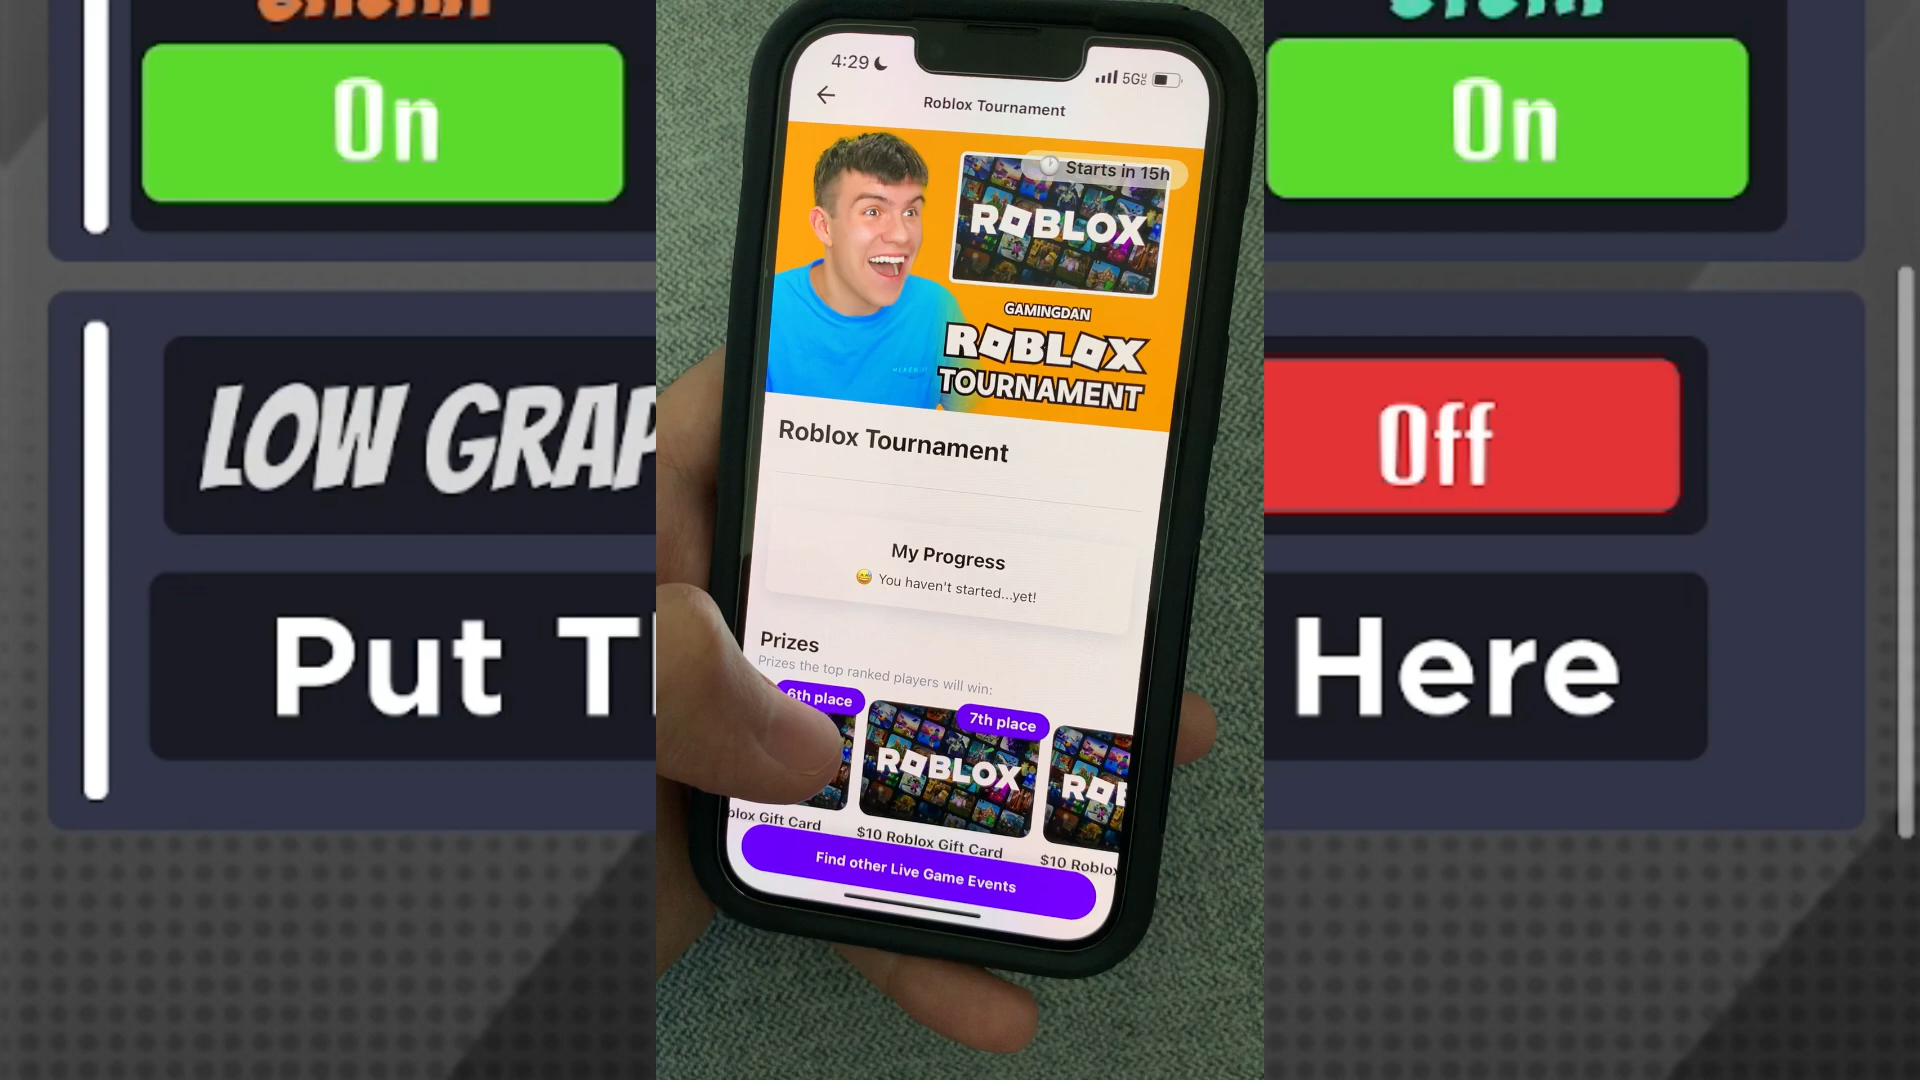 On
On
LOW GRAP
Off
Put Th
Here
4:29
5G
Roblox Tournament
Starts in 15h
ROBLOX
GAMINGDAN
ROBLOX
TOURNAMENT
Roblox Tournament
My Progress
😅 You haven't started...yet!
Prizes
Prizes the top ranked players will win:
6th place
7th place
ROBLOX
ROB
blox Gift Card
$10 Roblox Gift Card
$10 Roblox
Find other Live Game Events